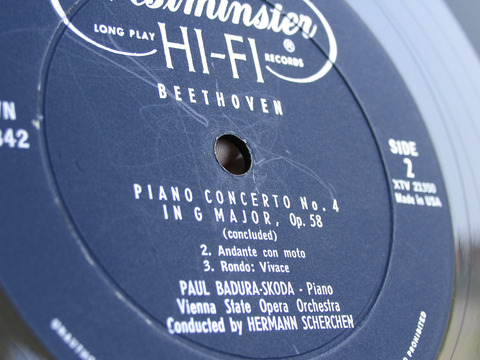 Westminster
LONG PLAY HI-FI RECORDS
®
BEETHOVEN
SIDE
2
Made in USA
PIANO CONCERTO No. 4
IN G MAJOR, Op. 58
(concluded)
2. Andante con moto
3. Rondo: Vivace
PAUL BADURA-SKODA - Piano
Vienna State Opera Orchestra
Conducted by HERMANN SCHERCHEN
PROHIBITED